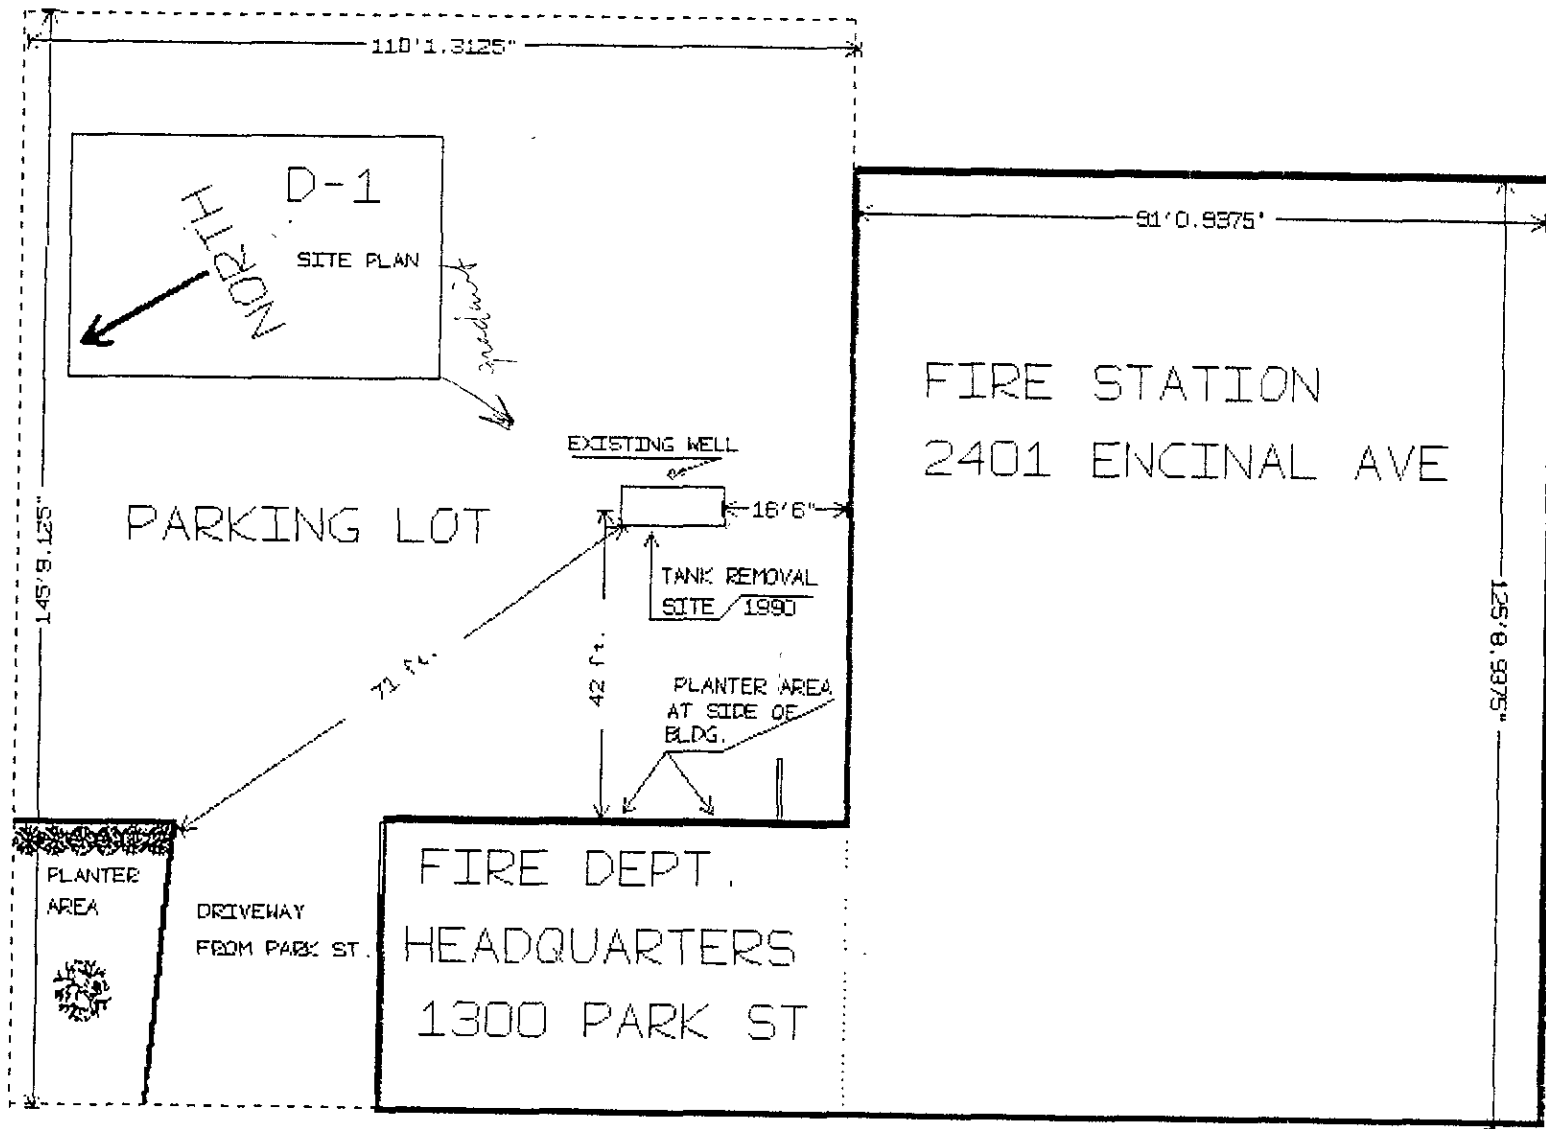 110'1.3125"
D-1
NORTH
SITE PLAN
gradient
91'0.9375'
FIRE STATION
2401 ENCINAL AVE
EXISTING WELL
PARKING LOT
16'6"
145'9.125"
TANK REMOVAL
SITE 1990
125'8.9375"
71 ft.
42 ft.
PLANTER AREA
AT SIDE OF
BLDG.
PLANTER
AREA
DRIVEWAY
FROM PARK ST.
FIRE DEPT.
HEADQUARTERS
1300 PARK ST